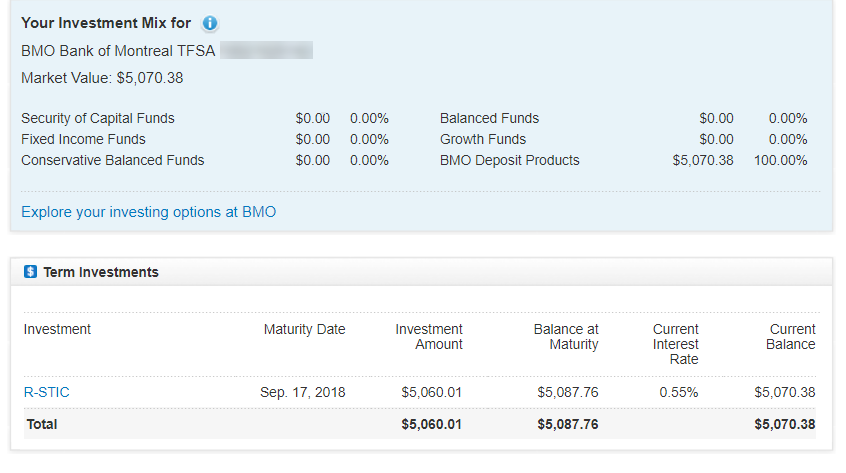 Your Investment Mix for
BMO Bank of Montreal TFSA
Market Value: $5,070.38
Security of Capital Funds $0.00 0.00% Balanced Funds $0.00 0.00%
Fixed Income Funds $0.00 0.00% Growth Funds $0.00 0.00%
Conservative Balanced Funds $0.00 0.00% BMO Deposit Products $5,070.38 100.00%
Explore your investing options at BMO
Term Investments
Investment Maturity Date Investment Amount Balance at Maturity Current Interest Rate Current Balance
R-STIC Sep. 17, 2018 $5,060.01 $5,087.76 0.55% $5,070.38
Total $5,060.01 $5,087.76 $5,070.38